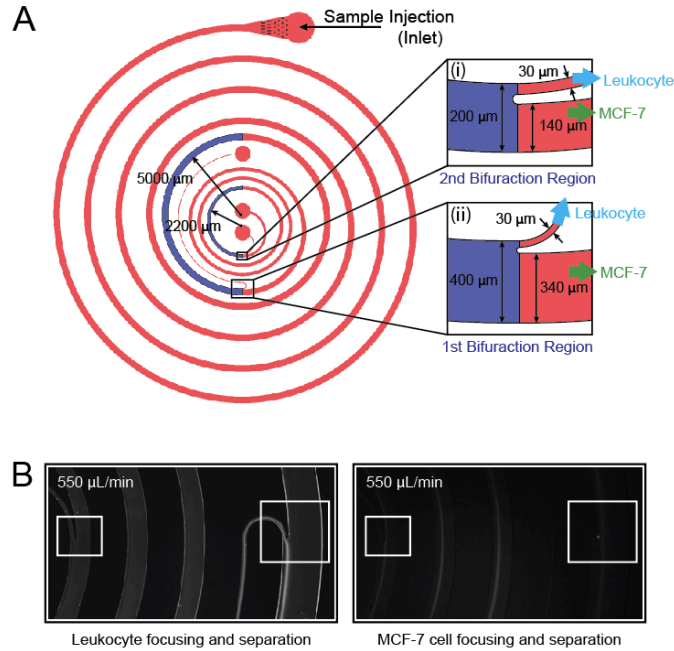 A
Sample Injection
(Inlet)
5000 µm
2200 µm
(i)
30 µm
Leukocyte
200 µm
MCF-7
140 µm
2nd Bifuraction Region
(ii)
Leukocyte
30 µm
400 µm
MCF-7
340 µm
1st Bifuraction Region
B
550 µL/min
550 µL/min
Leukocyte focusing and separation
MCF-7 cell focusing and separation